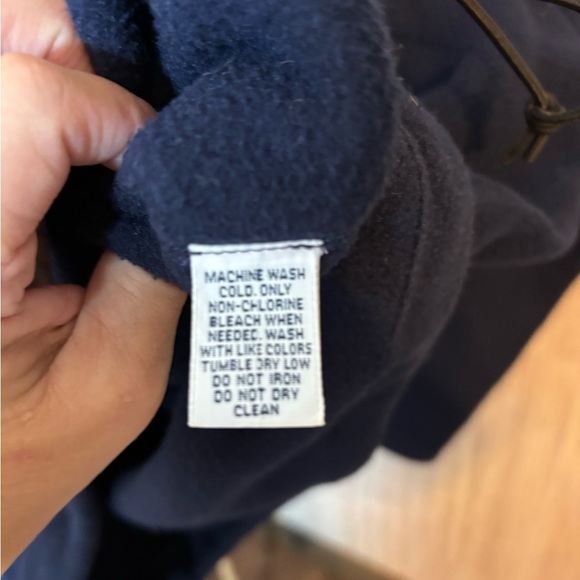 MACHINE WASH
COLD. ONLY
NON-CHLORINE
BLEACH WHEN
NEEDED. WASH
WITH LIKE COLORS
TUMBLE DRY LOW
DO NOT IRON
DO NOT DRY
CLEAN